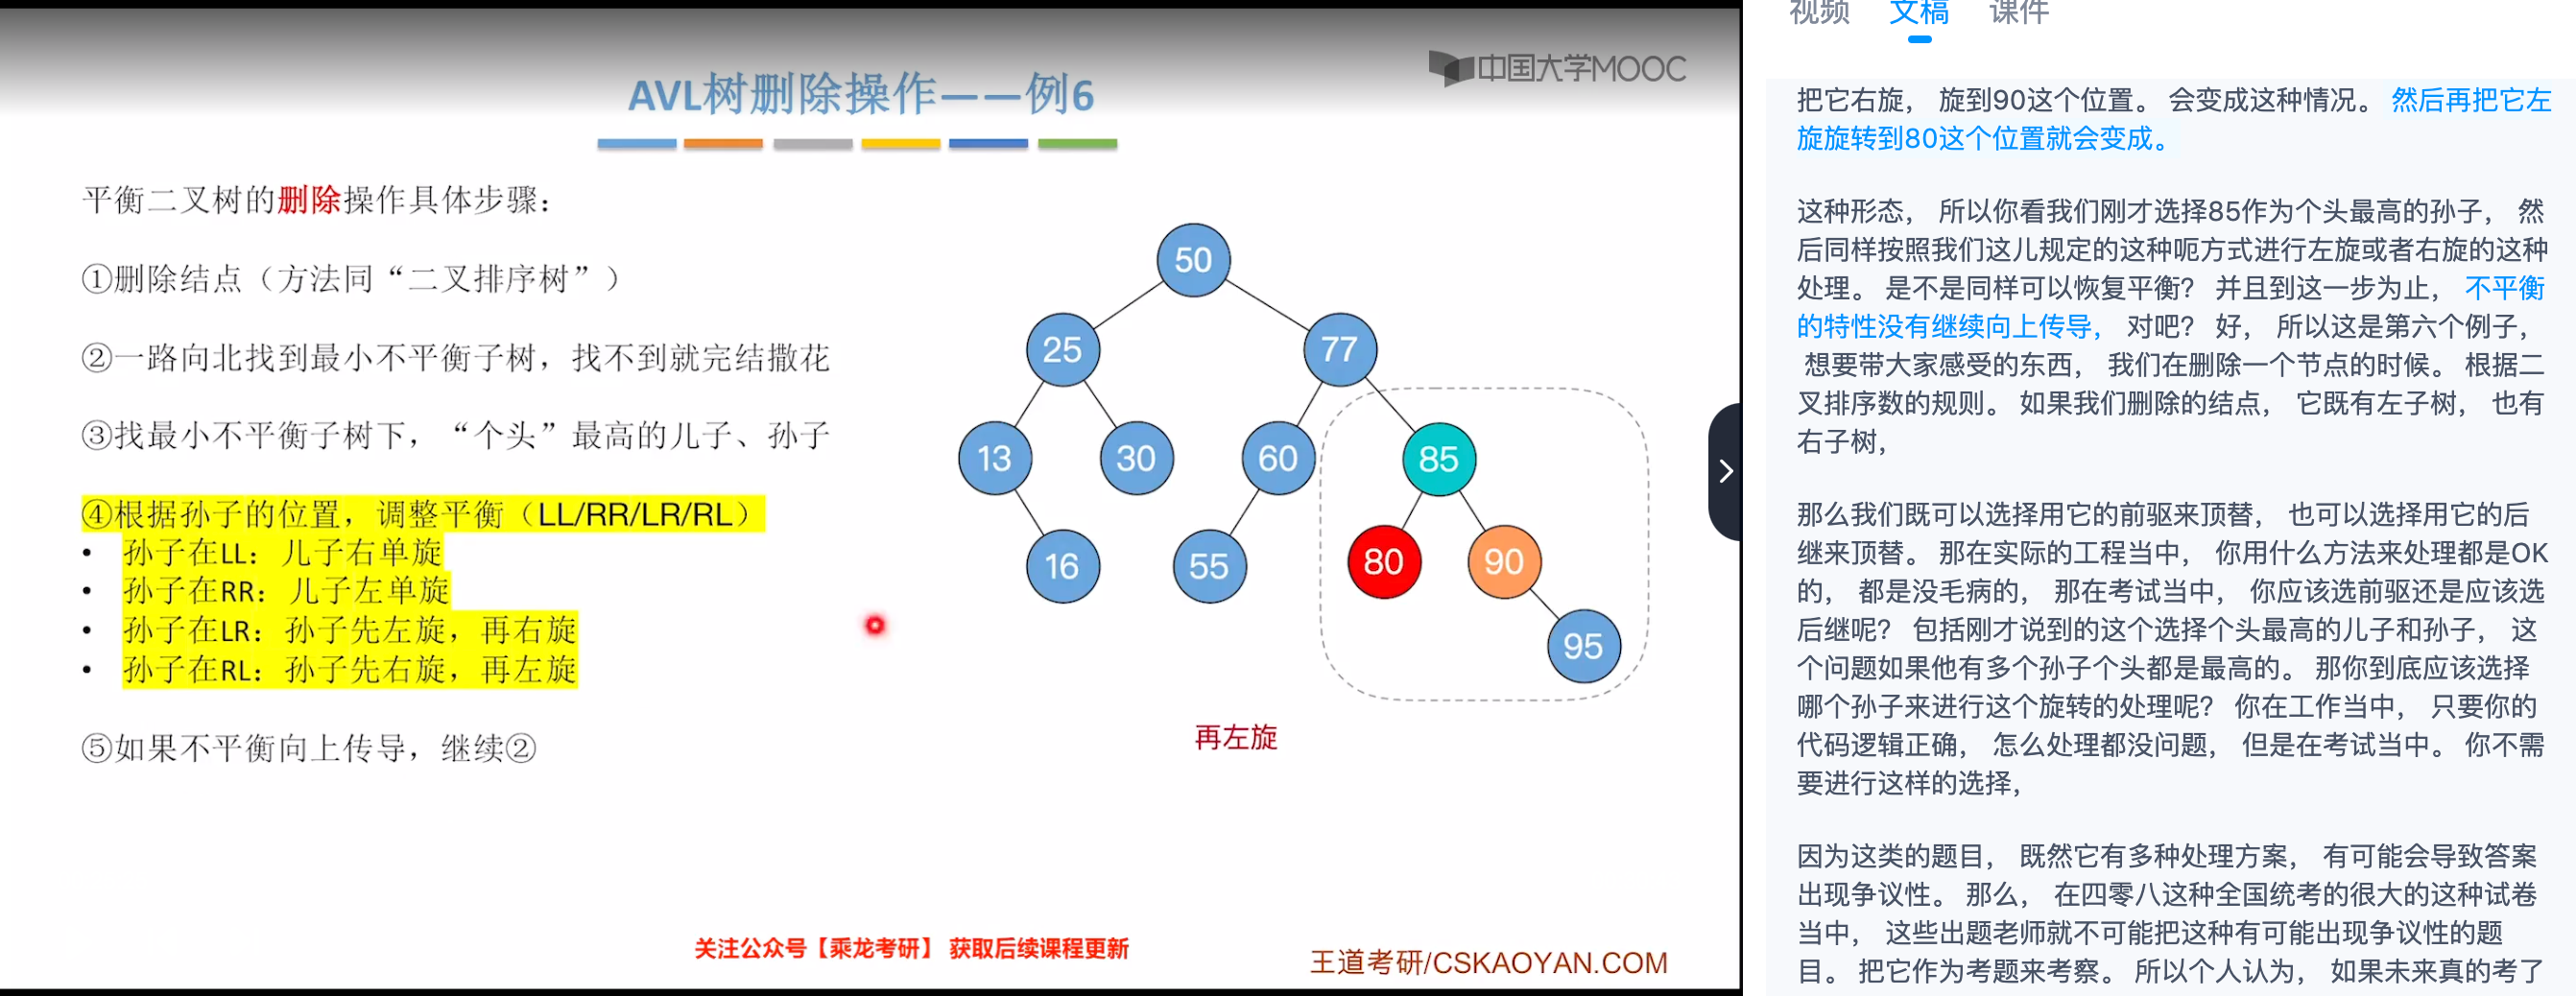 中国大学MOOC
AVL树删除操作——例6
平衡二叉树的删除操作具体步骤：
①删除结点（方法同“二叉排序树”）
②一路向北找到最小不平衡子树，找不到就完结撒花
③找最小不平衡子树下，“个头”最高的儿子、孙子
④根据孙子的位置，调整平衡（LL/RR/LR/RL）
• 孙子在LL：儿子右单旋
• 孙子在RR：儿子左单旋
• 孙子在LR：孙子先左旋，再右旋
• 孙子在RL：孙子先右旋，再左旋
⑤如果不平衡向上传导，继续②
50
25
77
13
30
60
85
16
55
80
90
95
再左旋
关注公众号【乘龙考研】 获取后续课程更新
王道考研/CSKAOYAN.COM
视频 文稿 课件
把它右旋， 旋到90这个位置。 会变成这种情况。 然后再把它左
旋旋转到80这个位置就会变成。
这种形态， 所以你看我们刚才选择85作为个头最高的孙子， 然
后同样按照我们这儿规定的这种呃方式进行左旋或者右旋的这种
处理。 是不是同样可以恢复平衡？ 并且到这一步为止， 不平衡
的特性没有继续向上传导， 对吧？ 好， 所以这是第六个例子，
想要带大家感受的东西， 我们在删除一个节点的时候。 根据二
叉排序数的规则。 如果我们删除的结点， 它既有左子树， 也有
右子树，
那么我们既可以选择用它的前驱来顶替， 也可以选择用它的后
继来顶替。 那在实际的工程当中， 你用什么方法来处理都是OK
的， 都是没毛病的， 那在考试当中， 你应该选前驱还是应该选
后继呢？ 包括刚才说到的这个选择个头最高的儿子和孙子， 这
个问题如果他有多个孙子个头都是最高的。 那你到底应该选择
哪个孙子来进行这个旋转的处理呢？ 你在工作当中， 只要你的
代码逻辑正确， 怎么处理都没问题， 但是在考试当中。 你不需
要进行这样的选择，
因为这类的题目， 既然它有多种处理方案， 有可能会导致答案
出现争议性。 那么， 在四零八这种全国统考的很大的这种试卷
当中， 这些出题老师就不可能把这种有可能出现争议性的题
目。 把它作为考题来考察。 所以个人认为， 如果未来真的考了